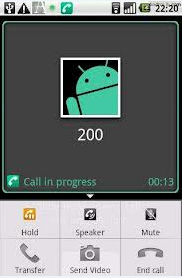 22:20
200
Call in progress 00:13
Hold Speaker Mute
Transfer Send Video End call